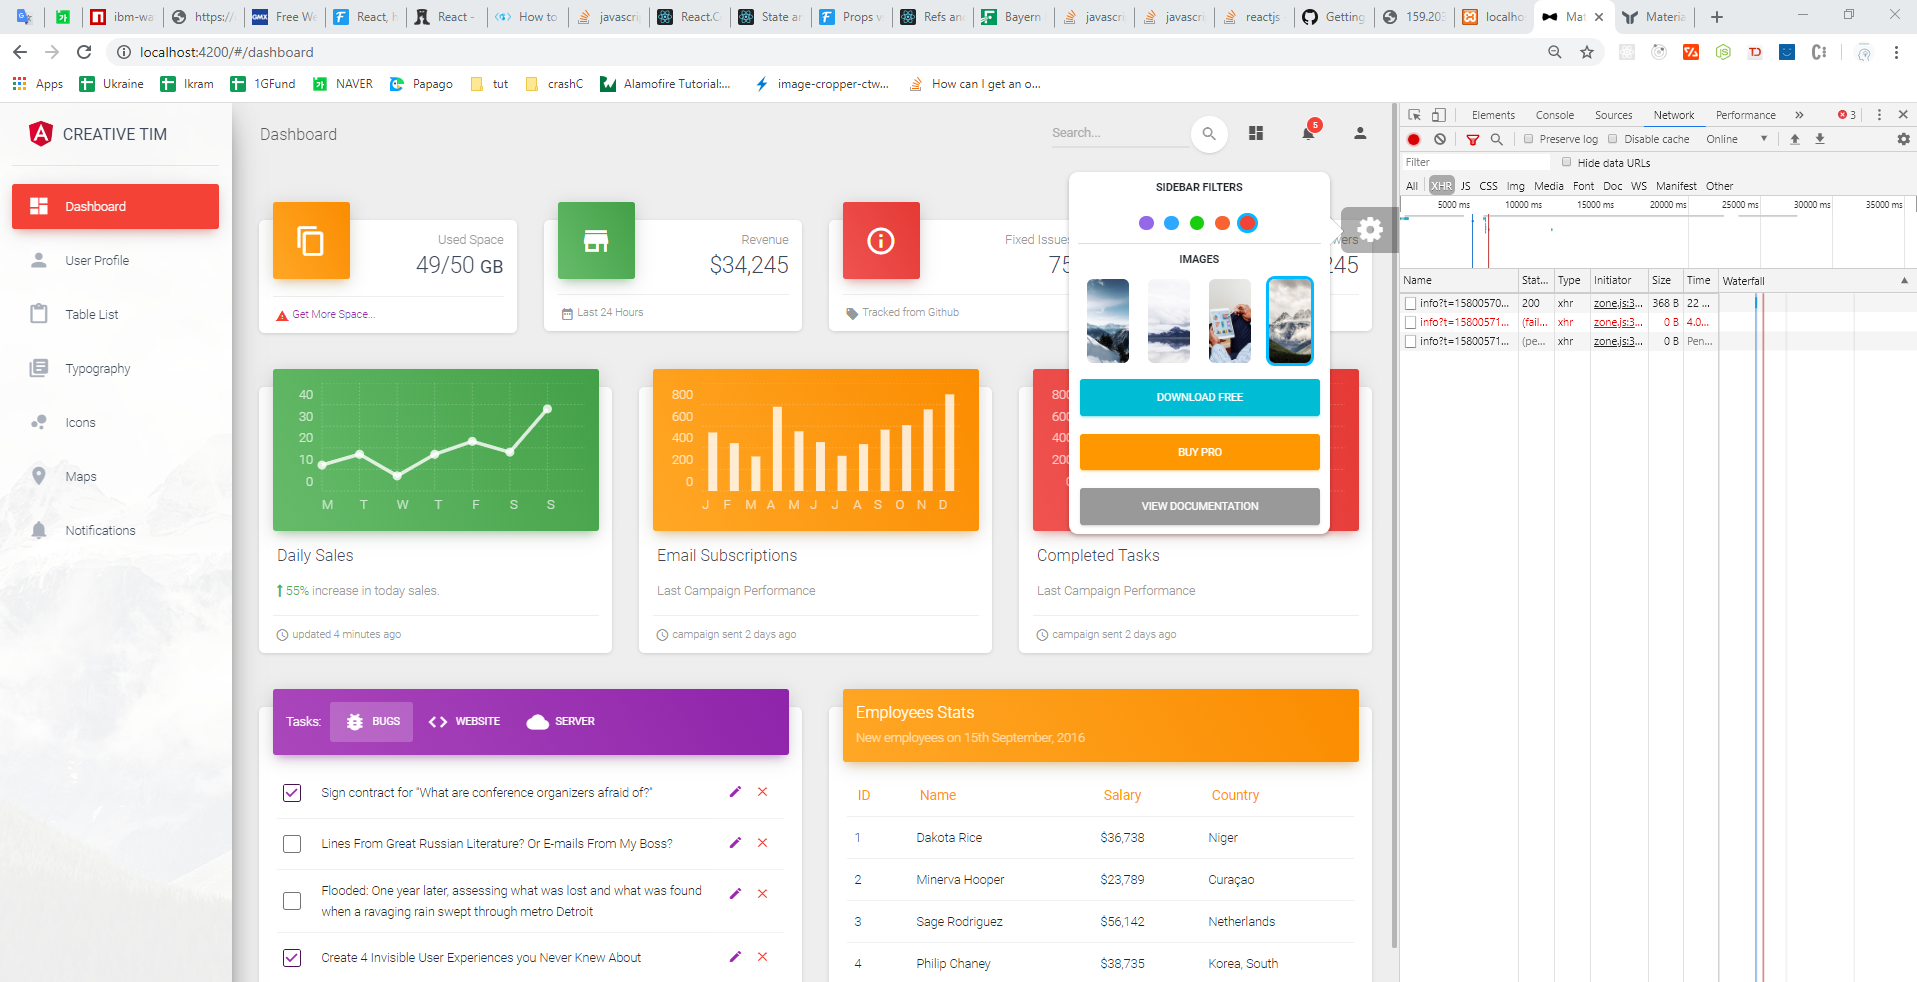 ibm-wa
https://
Free We
React, h
React -
How to
javascri
React.C
State an
Props v
Refs and
Bayern
javascri
javascri
reactjs
Getting
159.203
localho
Mat
Materia
localhost:4200/#/dashboard
Apps
Ukraine
Ikram
1GFund
NAVER
Papago
tut
crashC
Alamofire Tutorial:...
image-cropper-ctw...
How can I get an o...
CREATIVE TIM
Dashboard
User Profile
Table List
Typography
Icons
Maps
Notifications
Dashboard
Search...
5
Used Space
49/50 GB
Get More Space...
Revenue
$34,245
Last 24 Hours
Fixed Issues
75
Tracked from Github
wers
245
SIDEBAR FILTERS
IMAGES
DOWNLOAD FREE
BUY PRO
VIEW DOCUMENTATION
40
30
20
10
0
M T W T F S S
Daily Sales
55% increase in today sales.
updated 4 minutes ago
800
600
400
200
0
J F M A M J J A S O N D
Email Subscriptions
Last Campaign Performance
campaign sent 2 days ago
80
60
40
20
0
Completed Tasks
Last Campaign Performance
campaign sent 2 days ago
Tasks:
BUGS
WEBSITE
SERVER
Sign contract for "What are conference organizers afraid of?"
Lines From Great Russian Literature? Or E-mails From My Boss?
Flooded: One year later, assessing what was lost and what was found
when a ravaging rain swept through metro Detroit
Create 4 Invisible User Experiences you Never Knew About
Employees Stats
New employees on 15th September, 2016
ID Name Salary Country
1 Dakota Rice $36,738 Niger
2 Minerva Hooper $23,789 Curaçao
3 Sage Rodriguez $56,142 Netherlands
4 Philip Chaney $38,735 Korea, South
Elements Console Sources Network Performance
3
Preserve log Disable cache Online
Filter
Hide data URLs
All XHR JS CSS Img Media Font Doc WS Manifest Other
5000 ms 10000 ms 15000 ms 20000 ms 25000 ms 30000 ms 35000 ms
Name Stat... Type Initiator Size Time Waterfall
info?t=15800570... 200 xhr zone.js:3... 368 B 22 ...
info?t=15800571... (fail... xhr zone.js:3... 0 B 4.0...
info?t=15800571... (pe... xhr zone.js:3... 0 B Pen...